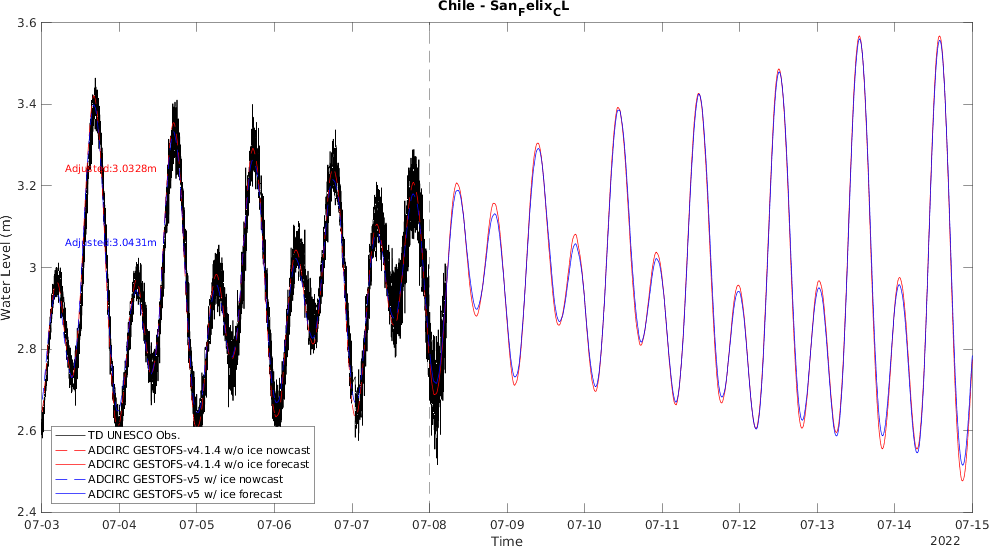 Chile - SanFelixCL
3.6
3.4
3.2
3
2.8
2.6
2.4
Water Level (m)
Adjusted:3.0328m
Adjusted:3.0431m
TD UNESCO Obs.
ADCIRC GESTOFS-v4.1.4 w/o ice nowcast
ADCIRC GESTOFS-v4.1.4 w/o ice forecast
ADCIRC GESTOFS-v5 w/ ice nowcast
ADCIRC GESTOFS-v5 w/ ice forecast
07-03 07-04 07-05 07-06 07-07 07-08 07-09 07-10 07-11 07-12 07-13 07-14 07-15
Time
2022